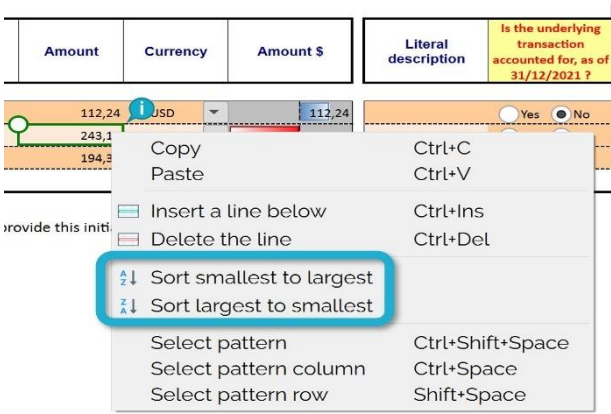 Amount Currency Amount $ Literal description Is the underlying transaction accounted for, as of 31/12/2021 ?
112,24 USD 112,24 Yes No
243,1
194,3
provide this initi
Copy Ctrl+C
Paste Ctrl+V
Insert a line below Ctrl+Ins
Delete the line Ctrl+Del
Sort smallest to largest
Sort largest to smallest
Select pattern Ctrl+Shift+Space
Select pattern column Ctrl+Space
Select pattern row Shift+Space